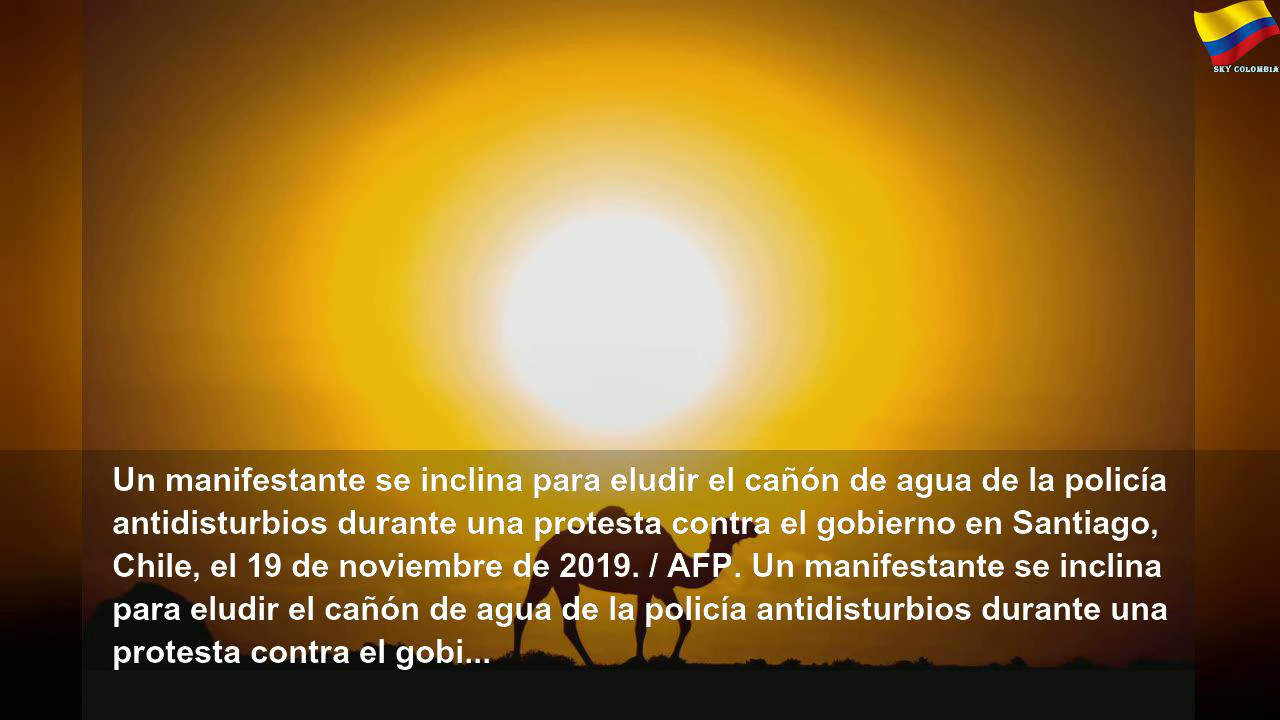 SKY COLOMBIA
Un manifestante se inclina para eludir el cañón de agua de la policía
antidisturbios durante una protesta contra el gobierno en Santiago,
Chile, el 19 de noviembre de 2019. / AFP. Un manifestante se inclina
para eludir el cañón de agua de la policía antidisturbios durante una
protesta contra el gobi...